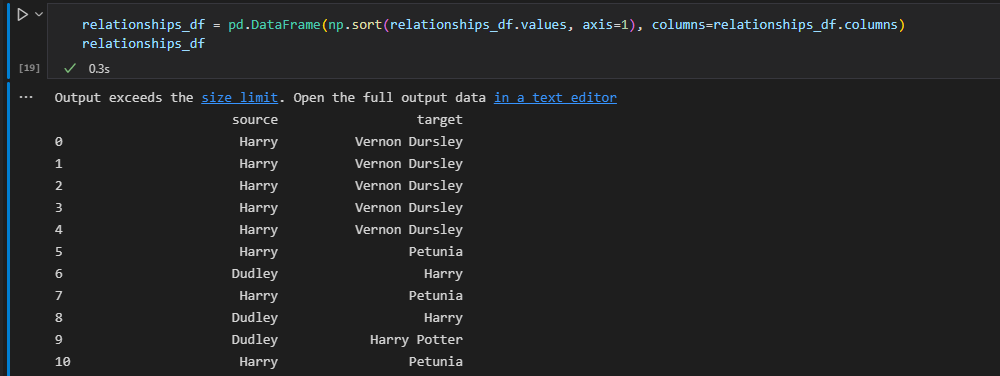 relationships_df = pd.DataFrame(np.sort(relationships_df.values, axis=1), columns=relationships_df.columns)
relationships_df
[19] 0.3s
... Output exceeds the size limit. Open the full output data in a text editor
source target
0 Harry Vernon Dursley
1 Harry Vernon Dursley
2 Harry Vernon Dursley
3 Harry Vernon Dursley
4 Harry Vernon Dursley
5 Harry Petunia
6 Dudley Harry
7 Harry Petunia
8 Dudley Harry
9 Dudley Harry Potter
10 Harry Petunia